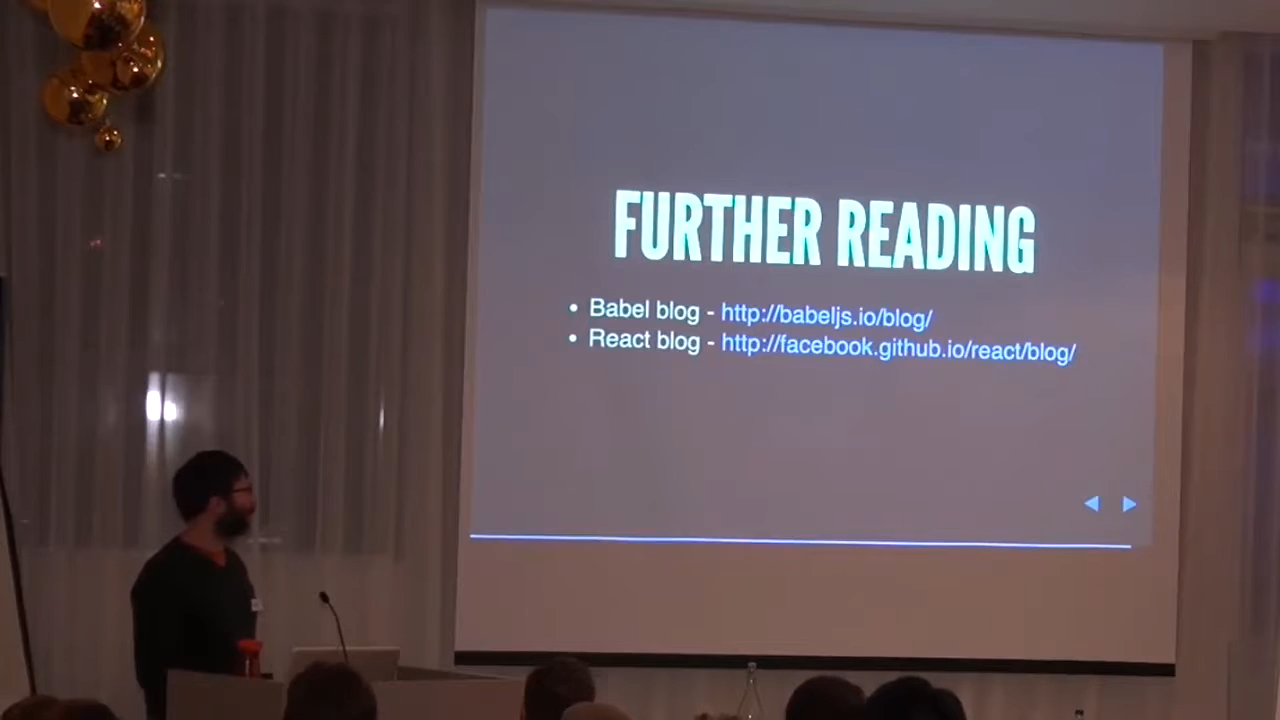 FURTHER READING
• Babel blog - http://babeljs.io/blog/
• React blog - http://facebook.github.io/react/blog/